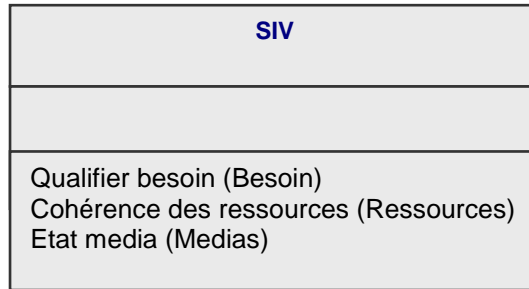 SIV
Qualifier besoin (Besoin)
Cohérence des ressources (Ressources)
Etat media (Medias)